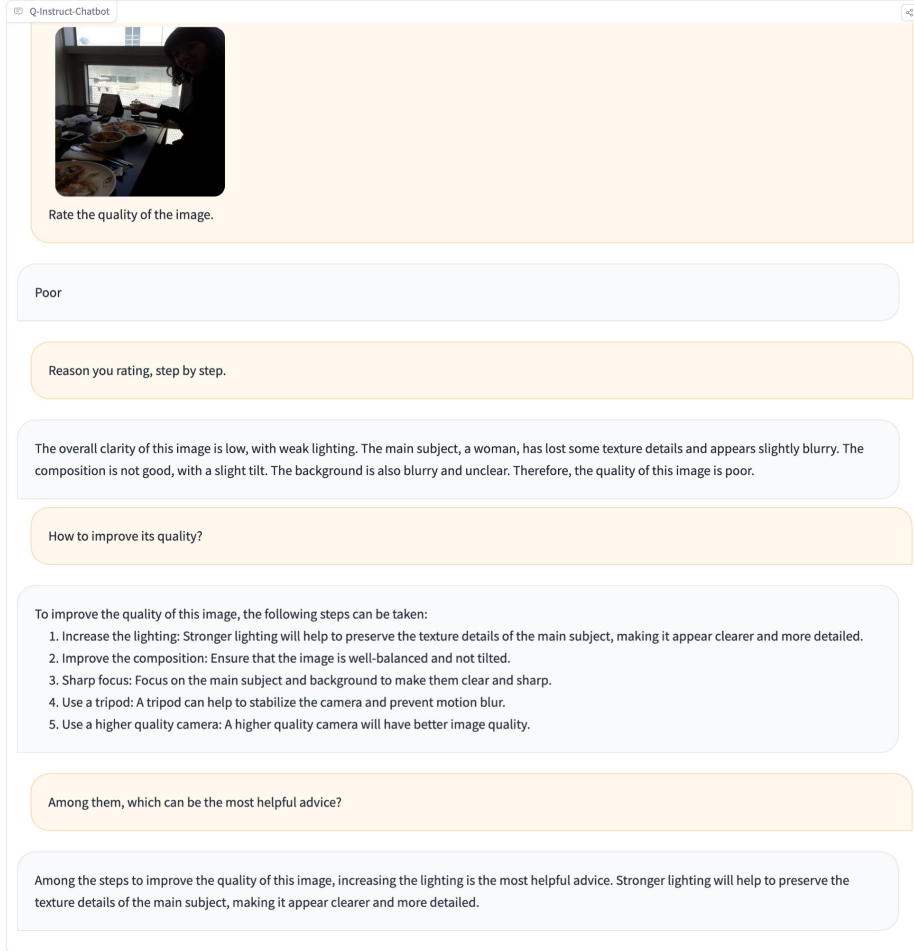 Q-Instruct-Chatbot
Rate the quality of the image.
Poor
Reason you rating, step by step.
The overall clarity of this image is low, with weak lighting. The main subject, a woman, has lost some texture details and appears slightly blurry. The
composition is not good, with a slight tilt. The background is also blurry and unclear. Therefore, the quality of this image is poor.
How to improve its quality?
To improve the quality of this image, the following steps can be taken:
1. Increase the lighting: Stronger lighting will help to preserve the texture details of the main subject, making it appear clearer and more detailed.
2. Improve the composition: Ensure that the image is well-balanced and not tilted.
3. Sharp focus: Focus on the main subject and background to make them clear and sharp.
4. Use a tripod: A tripod can help to stabilize the camera and prevent motion blur.
5. Use a higher quality camera: A higher quality camera will have better image quality.
Among them, which can be the most helpful advice?
Among the steps to improve the quality of this image, increasing the lighting is the most helpful advice. Stronger lighting will help to preserve the
texture details of the main subject, making it appear clearer and more detailed.